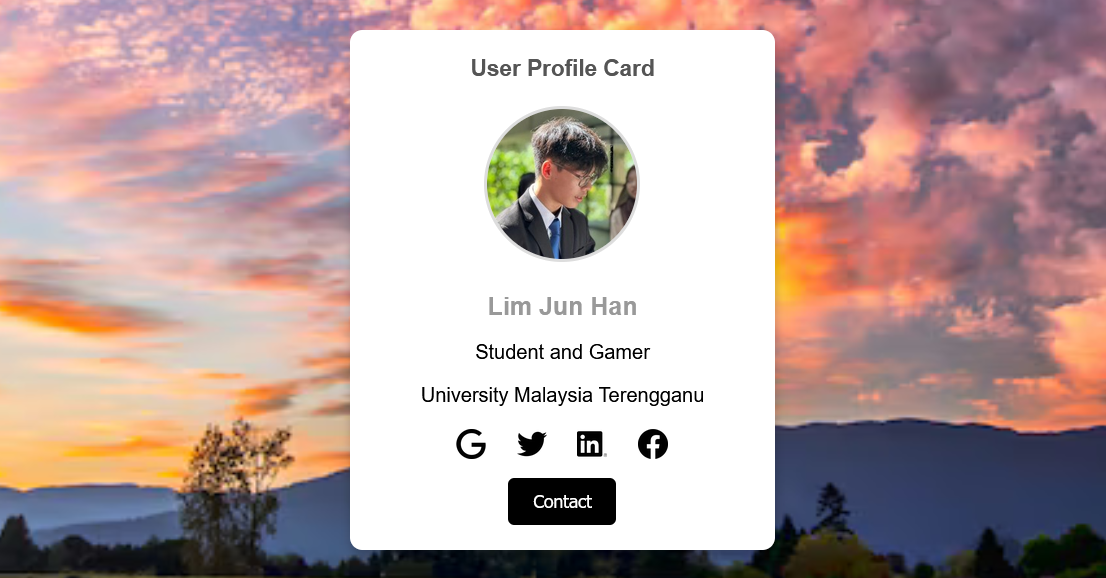 User Profile Card
Lim Jun Han
Student and Gamer
University Malaysia Terengganu
Contact